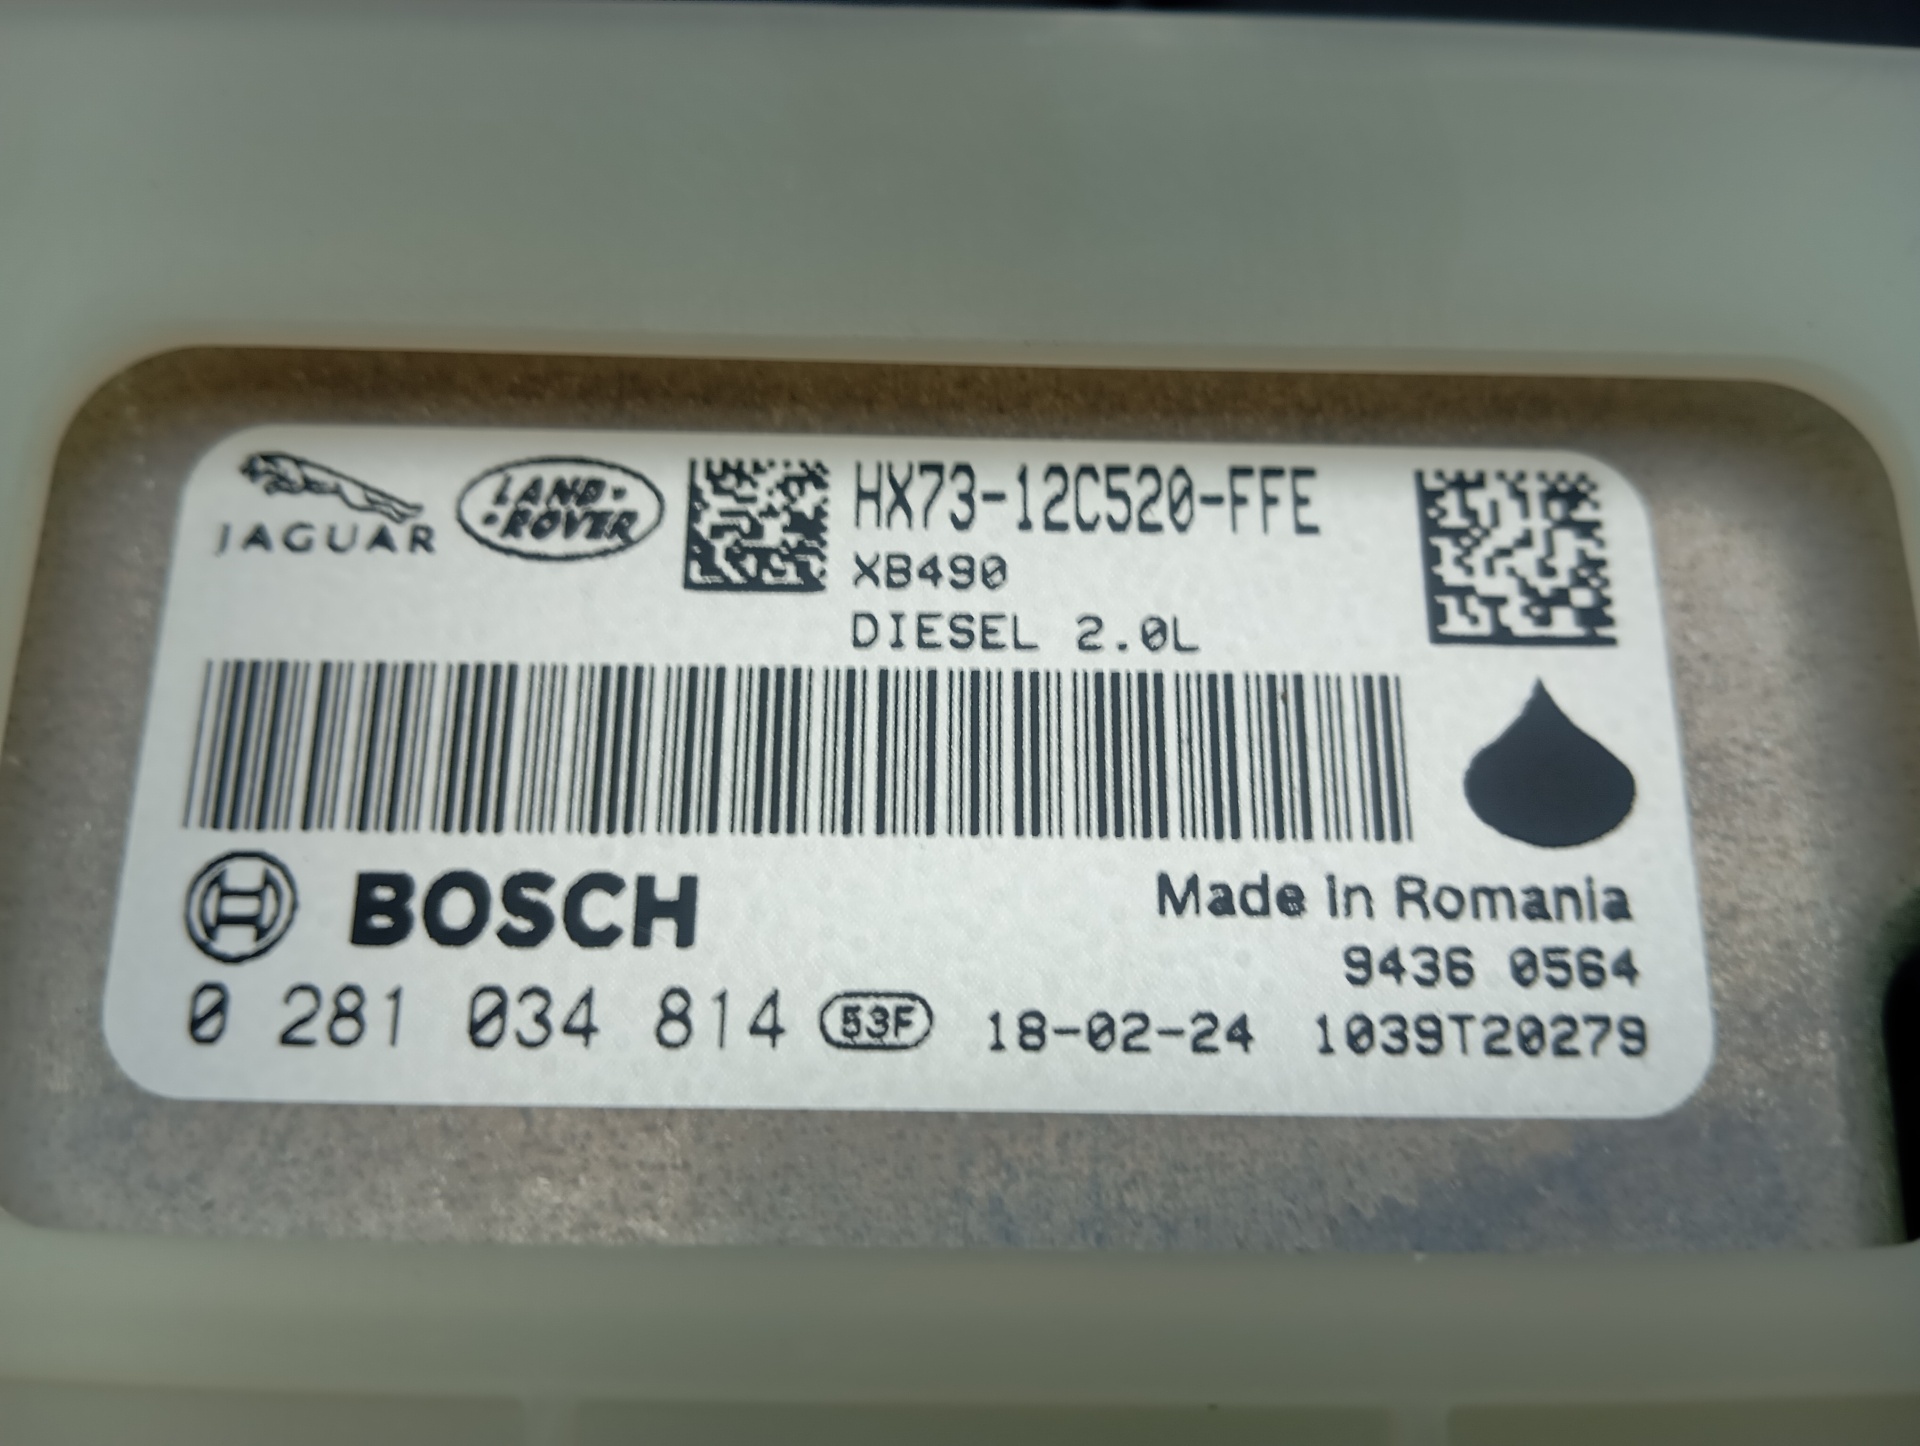 JAGUAR
LAND-
-ROVER
HX73-12C520-FFE
XB490
DIESEL 2.0L
BOSCH
Made in Romania
9436 0564
0 281 034 814 53F 18-02-24 1039T20279